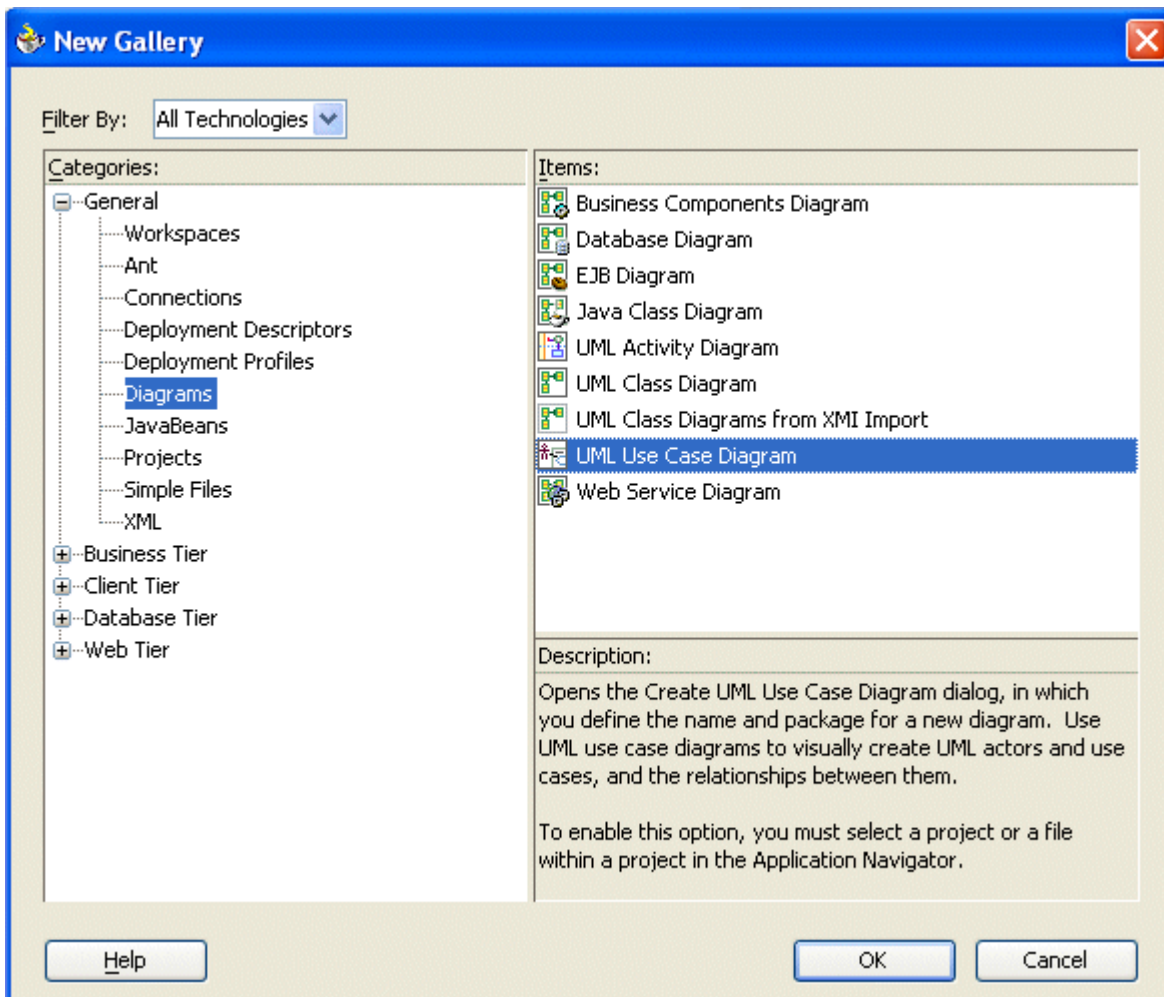 New Gallery
Filter By: All Technologies
Categories:
General
Workspaces
Ant
Connections
Deployment Descriptors
Deployment Profiles
Diagrams
JavaBeans
Projects
Simple Files
XML
Business Tier
Client Tier
Database Tier
Web Tier
Items:
Business Components Diagram
Database Diagram
EJB Diagram
Java Class Diagram
UML Activity Diagram
UML Class Diagram
UML Class Diagrams from XMI Import
UML Use Case Diagram
Web Service Diagram
Description:
Opens the Create UML Use Case Diagram dialog, in which
you define the name and package for a new diagram.  Use
UML use case diagrams to visually create UML actors and use
cases, and the relationships between them.
To enable this option, you must select a project or a file
within a project in the Application Navigator.
Help
OK
Cancel